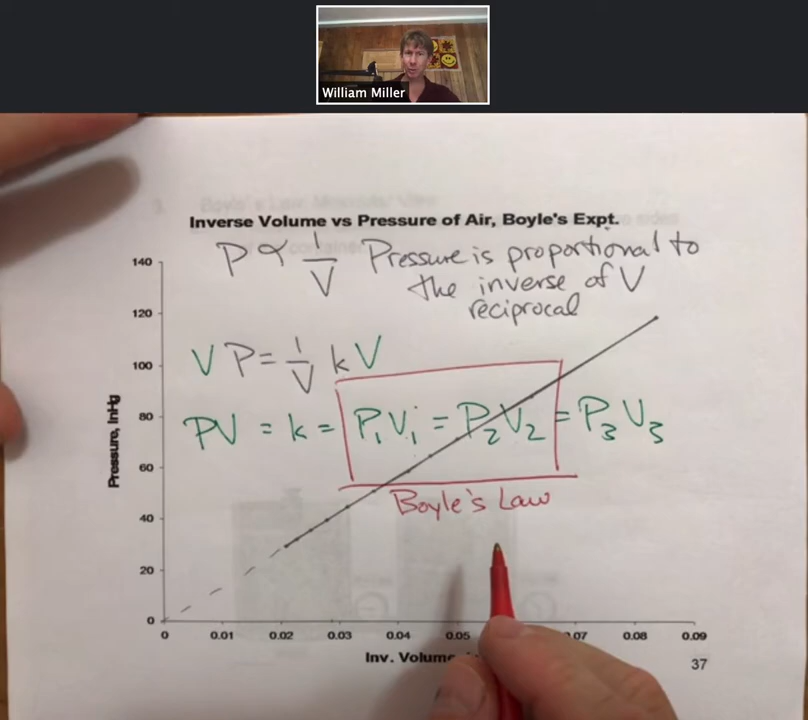 William Miller
Inverse Volume vs Pressure of Air, Boyle's Expt.
P ∝ 1/V Pressure is proportional to
the inverse of V
reciprocal
V P = 1/V k V
PV = k = P₁V₁ = P₂V₂ = P₃V₃
Boyle's Law
Pressure, InHg
140
120
100
80
60
40
20
0
0 0.01 0.02 0.03 0.04 0.05 0.07 0.08 0.09
Inv. Volume
37